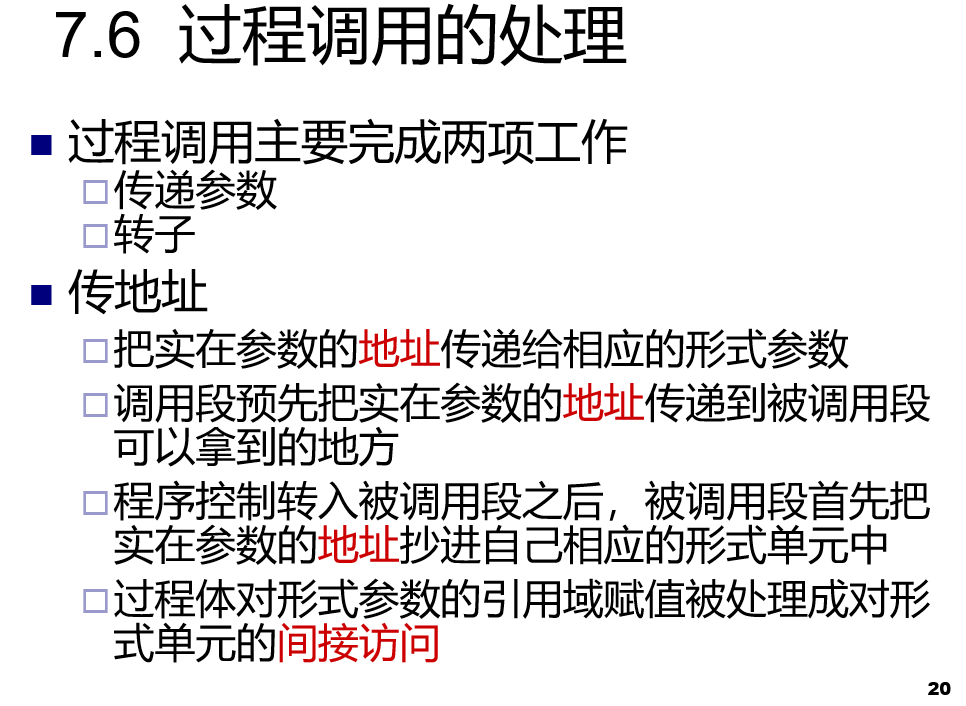 7.6 过程调用的处理
过程调用主要完成两项工作
传递参数
转子
传地址
把实在参数的地址传递给相应的形式参数
调用段预先把实在参数的地址传递到被调用段
可以拿到的地方
程序控制转入被调用段之后，被调用段首先把
实在参数的地址抄进自己相应的形式单元中
过程体对形式参数的引用域赋值被处理成对形
式单元的间接访问
20